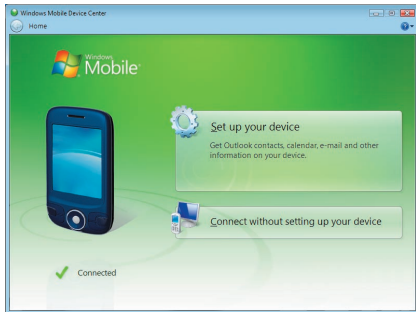 Windows Mobile Device Center
Home
Windows
Mobile
Set up your device
Get Outlook contacts, calendar, e-mail and other
information on your device.
Connect without setting up your device
Connected